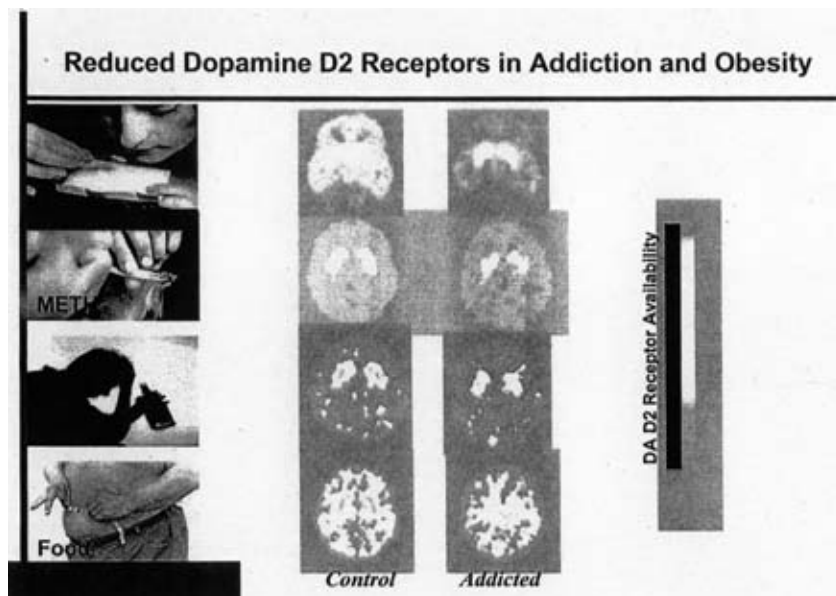 Reduced Dopamine D2 Receptors in Addiction and Obesity
METH
Food
Control
Addicted
DA D2 Receptor Availability